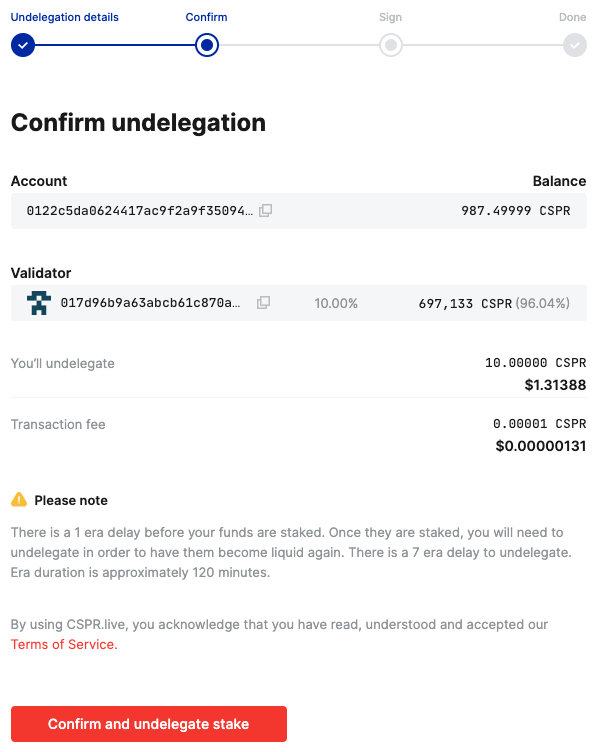 Undelegation details Confirm Sign Done
Confirm undelegation
Account Balance
0122c5da0624417ac9f2a9f35094… 987.49999 CSPR
Validator
017d96b9a63abcb61c870a… 10.00% 697,133 CSPR (96.04%)
You'll undelegate 10.00000 CSPR
$1.31388
Transaction fee 0.00001 CSPR
$0.00000131
Please note
There is a 1 era delay before your funds are staked. Once they are staked, you will need to
undelegate in order to have them become liquid again. There is a 7 era delay to undelegate.
Era duration is approximately 120 minutes.
By using CSPR.live, you acknowledge that you have read, understood and accepted our
Terms of Service.
Confirm and undelegate stake